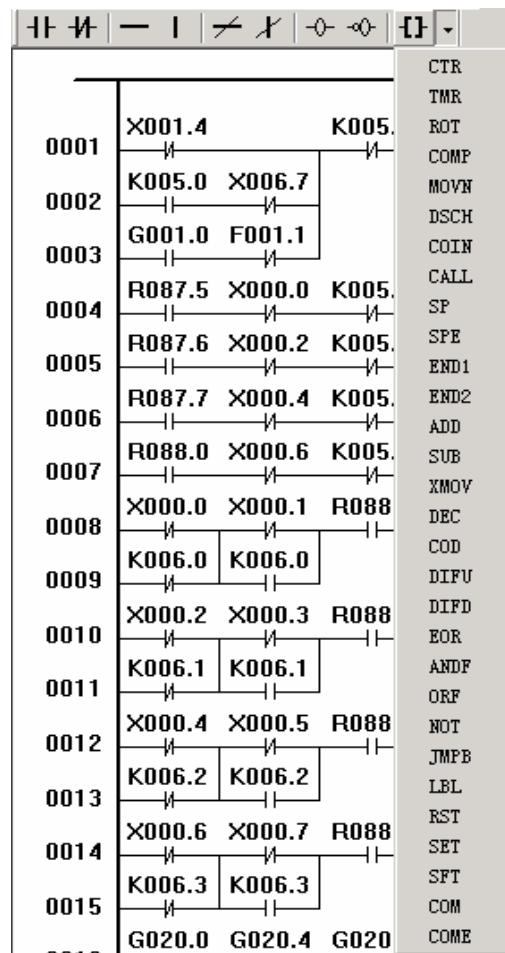 X001.4 K005.
0001
K005.0 X006.7
0002
G001.0 F001.1
0003
R087.5 X000.0 K005.
0004
R087.6 X000.2 K005.
0005
R087.7 X000.4 K005.
0006
R088.0 X000.6 K005.
0007
X000.0 X000.1 R088
0008
K006.0 K006.0
0009
X000.2 X000.3 R088
0010
K006.1 K006.1
0011
X000.4 X000.5 R088
0012
K006.2 K006.2
0013
X000.6 X000.7 R088
0014
K006.3 K006.3
0015
G020.0 G020.4 G020
CTR
TMR
ROT
COMP
MOVN
DSCH
COIN
CALL
SP
SPE
END1
END2
ADD
SUB
XMOV
DEC
COD
DIFU
DIFD
EOR
ANDF
ORF
NOT
JMPB
LBL
RST
SET
SFT
COM
COME